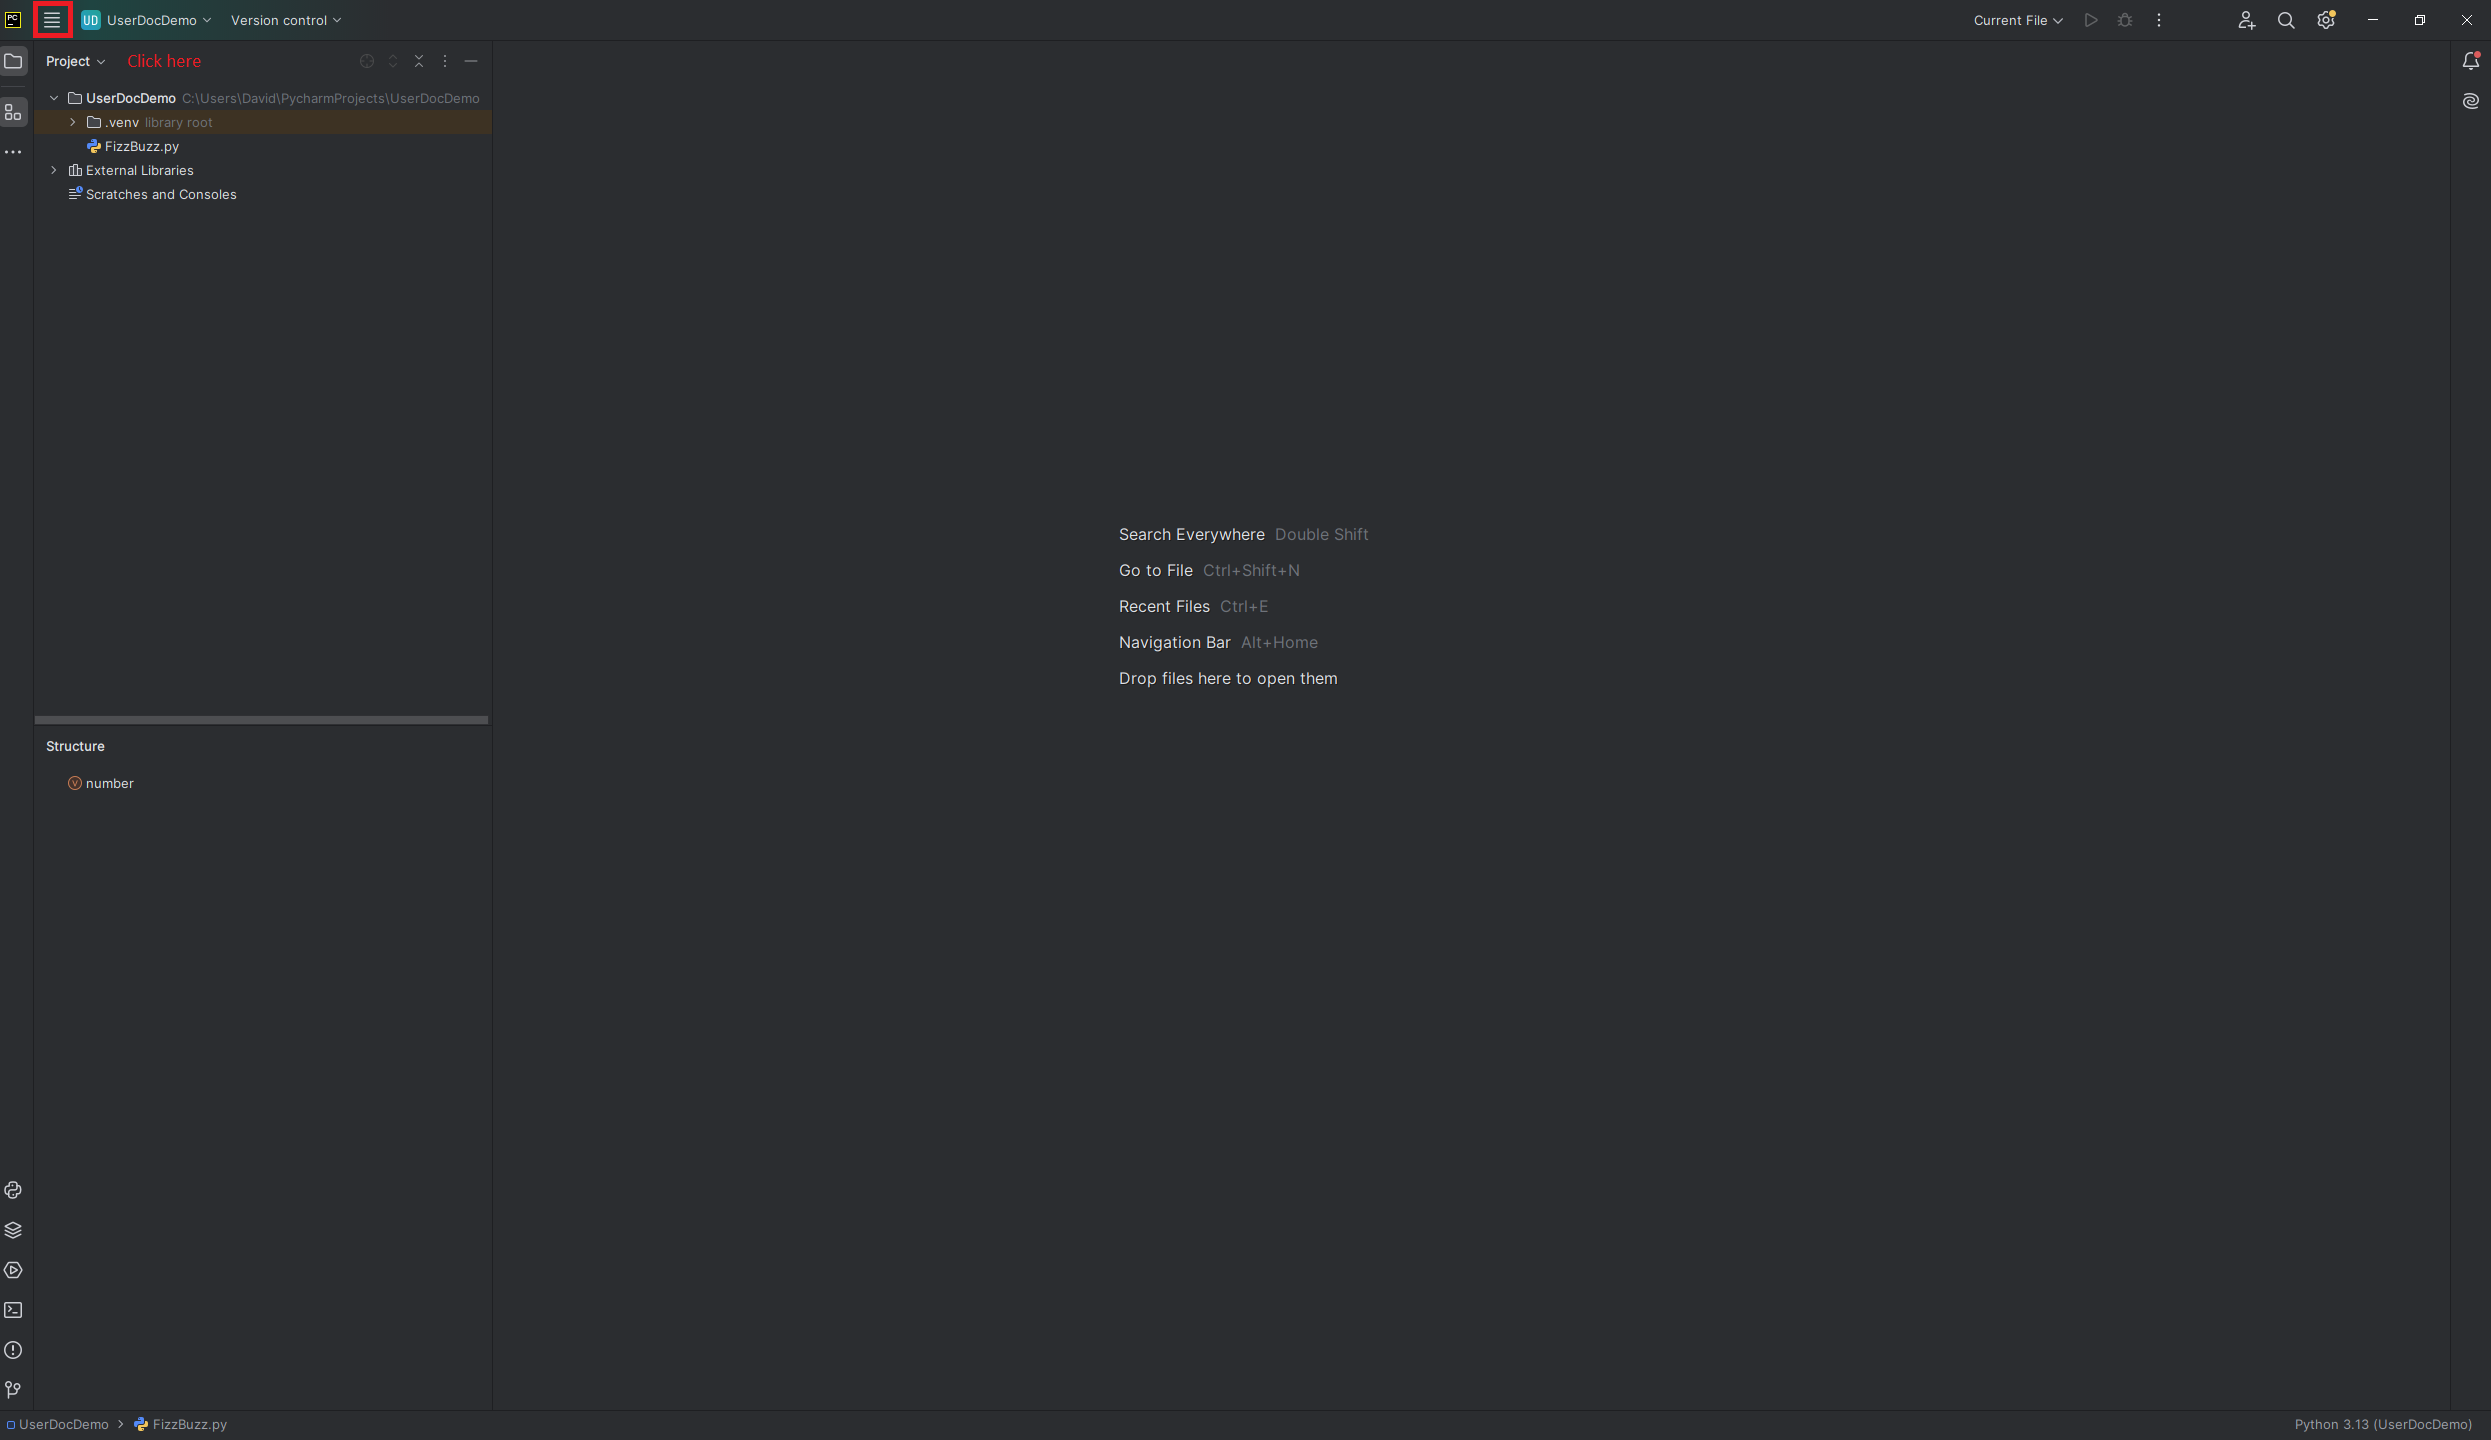 PC
UD UserDocDemo Version control Current File
Project Click here
UserDocDemo C:\Users\David\PycharmProjects\UserDocDemo
.venv library root
FizzBuzz.py
External Libraries
Scratches and Consoles
Search Everywhere Double Shift
Go to File Ctrl+Shift+N
Recent Files Ctrl+E
Navigation Bar Alt+Home
Drop files here to open them
Structure
V number
UserDocDemo > FizzBuzz.py Python 3.13 (UserDocDemo)